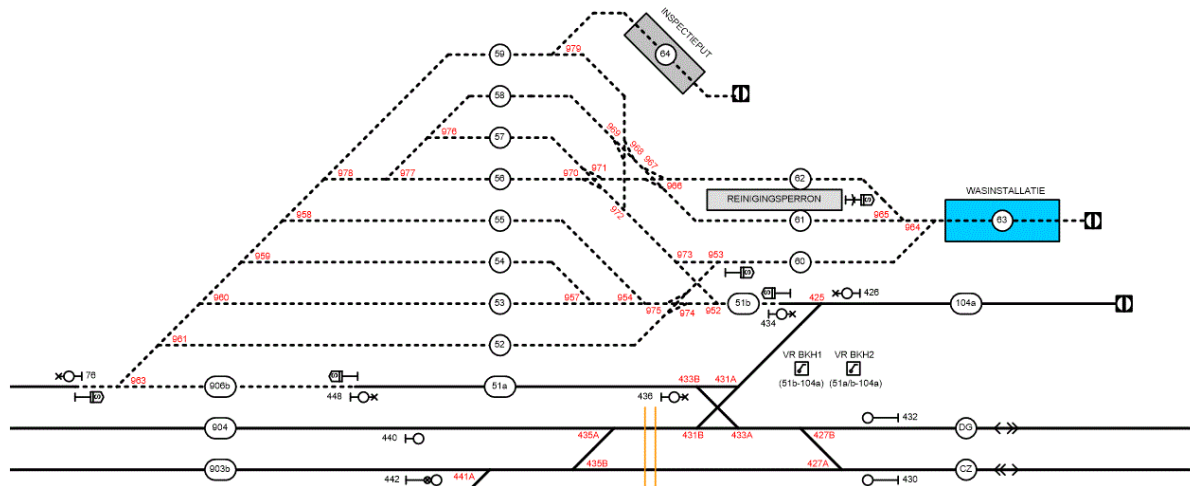 INSPECTIEPUT
59
979
64
58
976
57
969
968
967
978
977
56
970
971
966
62
REINIGINGSPERRON
S
WASINSTALLATIE
958
55
972
61
965
964
63
959
54
973
953
60
S
960
53
957
954
975
974
952
51b
S
434
425
426
104a
961
52
VR BKH1
(51b-104a)
VR BKH2
(51a/b-104a)
76
S
963
906b
S
448
51a
436
433B
431A
432
904
440
435A
431B
433A
427B
DG
903b
442
441A
435B
427A
430
CZ